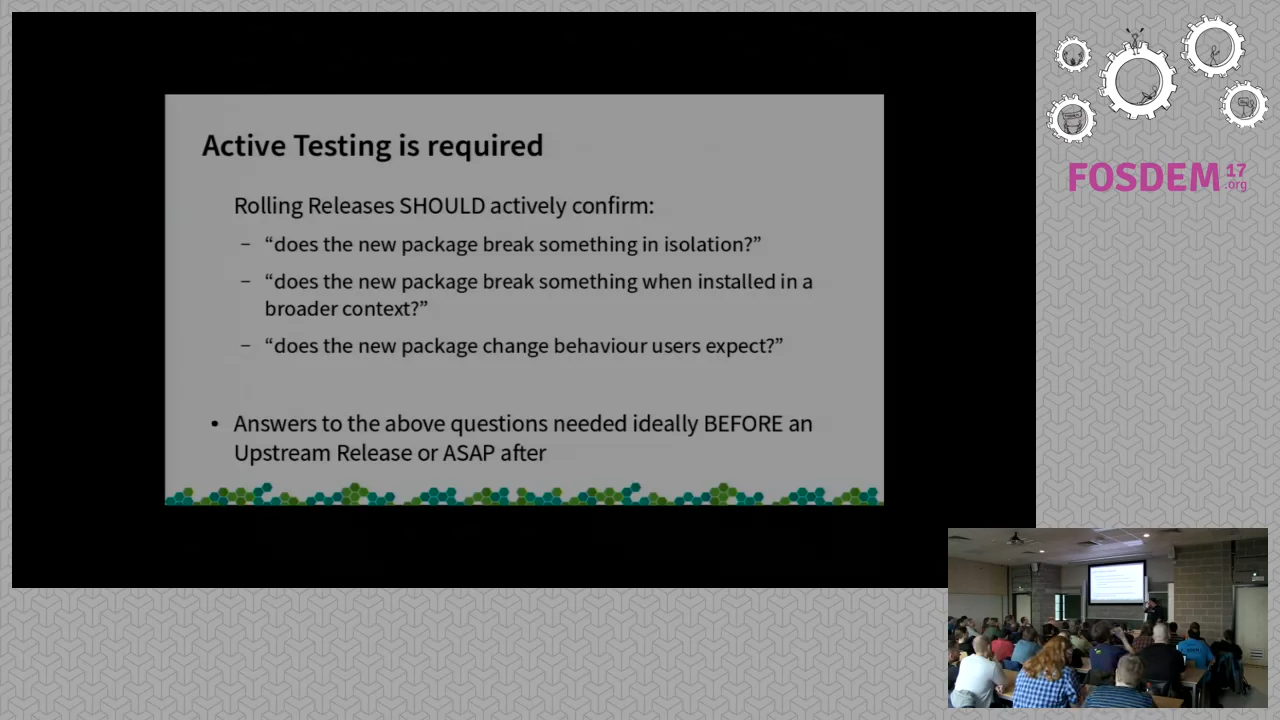 Active Testing is required
Rolling Releases SHOULD actively confirm:
– “does the new package break something in isolation?”
– “does the new package break something when installed in a
broader context?”
– “does the new package change behaviour users expect?”
• Answers to the above questions needed ideally BEFORE an
Upstream Release or ASAP after
FOSDEM 17
.org